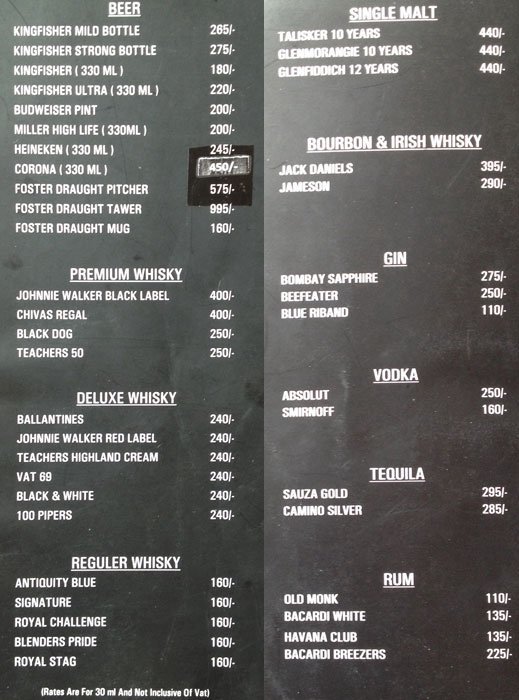 BEER
KINGFISHER MILD BOTTLE 265/-
KINGFISHER STRONG BOTTLE 275/-
KINGFISHER ( 330 ML ) 180/-
KINGFISHER ULTRA ( 330 ML ) 220/-
BUDWEISER PINT 200/-
MILLER HIGH LIFE ( 330ML ) 200/-
HEINEKEN ( 330 ML ) 245/-
CORONA ( 330 ML ) 450/-
FOSTER DRAUGHT PITCHER 575/-
FOSTER DRAUGHT TAWER 995/-
FOSTER DRAUGHT MUG 160/-
PREMIUM WHISKY
JOHNNIE WALKER BLACK LABEL 400/-
CHIVAS REGAL 400/-
BLACK DOG 250/-
TEACHERS 50 250/-
DELUXE WHISKY
BALLANTINES 240/-
JOHNNIE WALKER RED LABEL 240/-
TEACHERS HIGHLAND CREAM 240/-
VAT 69 240/-
BLACK & WHITE 240/-
100 PIPERS 240/-
REGULER WHISKY
ANTIQUITY BLUE 160/-
SIGNATURE 160/-
ROYAL CHALLENGE 160/-
BLENDERS PRIDE 160/-
ROYAL STAG 160/-
(Rates Are For 30 ml And Not Inclusive Of Vat)
SINGLE MALT
TALISKER 10 YEARS 440/-
GLENMORANGIE 10 YEARS 440/-
GLENFIDDICH 12 YEARS 440/-
BOURBON & IRISH WHISKY
JACK DANIELS 395/-
JAMESON 290/-
GIN
BOMBAY SAPPHIRE 275/-
BEEFEATER 250/-
BLUE RIBAND 110/-
VODKA
ABSOLUT 250/-
SMIRNOFF 160/-
TEQUILA
SAUZA GOLD 295/-
CAMINO SILVER 285/-
RUM
OLD MONK 110/-
BACARDI WHITE 135/-
HAVANA CLUB 135/-
BACARDI BREEZERS 225/-